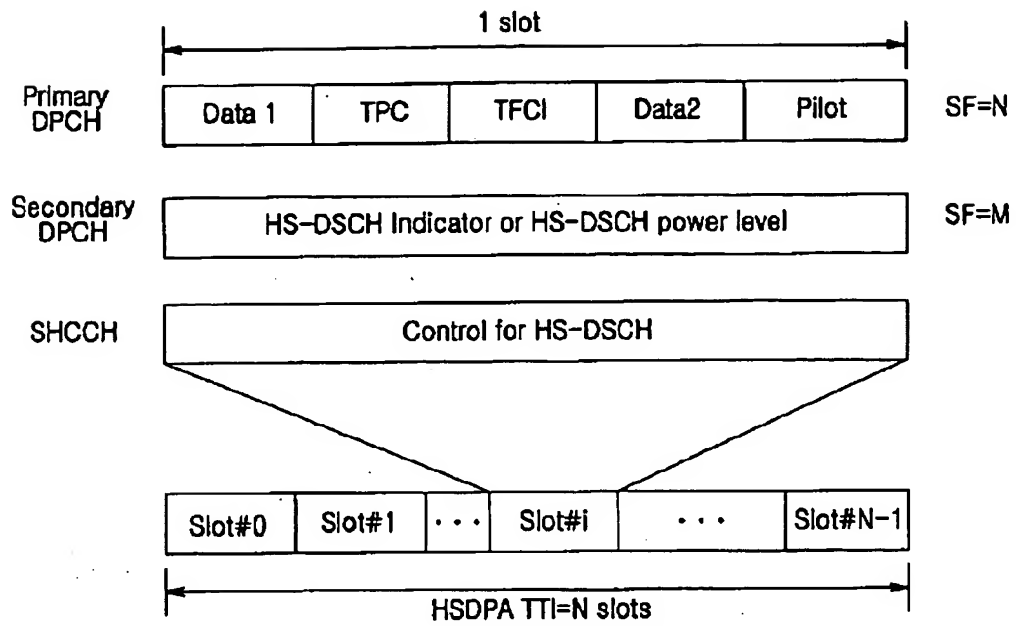 1 slot
Primary
DPCH
Data 1 TPC TFCI Data2 Pilot SF=N
Secondary
DPCH
HS-DSCH Indicator or HS-DSCH power level SF=M
SHCCH Control for HS-DSCH
Slot#0 Slot#1 ··· Slot#i ··· Slot#N-1
HSDPA TTI=N slots